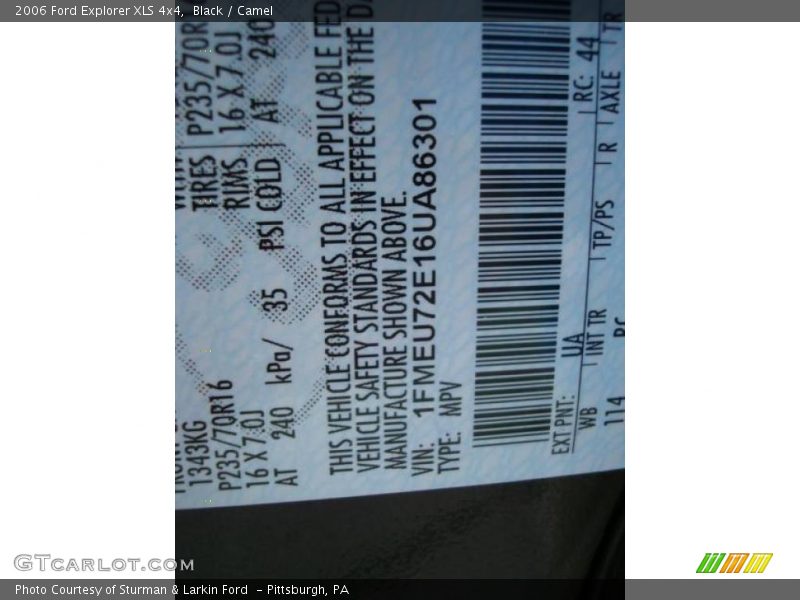 2006 Ford Explorer XLS 4x4, Black / Camel
1343KG
P235/70R16
16 X 7.0J
AT 240 kPa/ 35 PSI COLD
TIRES P235/70R
RIMS 16 X 7.0J
AT 240
THIS VEHICLE CONFORMS TO ALL APPLICABLE FED
VEHICLE SAFETY STANDARDS IN EFFECT ON THE
MANUFACTURE SHOWN ABOVE.
VIN: 1FMEU72E16UA86301
TYPE: MPV
EXT PNT: UA RC: 44
WB INT TR TP/PS R AXLE TR
114
GTcarlot.com
Photo Courtesy of Sturman & Larkin Ford - Pittsburgh, PA